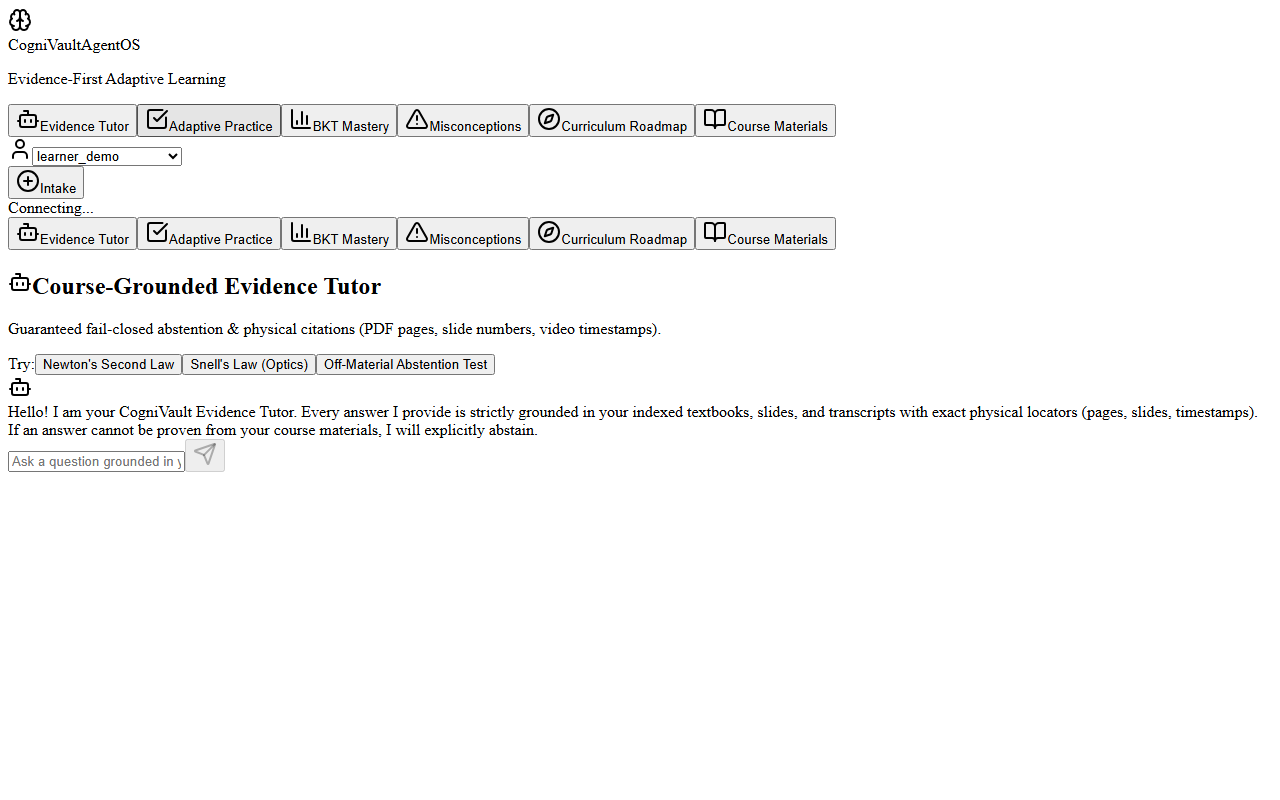 CogniVaultAgentOS
Evidence-First Adaptive Learning
Evidence Tutor Adaptive Practice BKT Mastery Misconceptions Curriculum Roadmap Course Materials
learner_demo
Intake
Connecting...
Evidence Tutor Adaptive Practice BKT Mastery Misconceptions Curriculum Roadmap Course Materials
Course-Grounded Evidence Tutor
Guaranteed fail-closed abstention & physical citations (PDF pages, slide numbers, video timestamps).
Try: Newton's Second Law Snell's Law (Optics) Off-Material Abstention Test
Hello! I am your CogniVault Evidence Tutor. Every answer I provide is strictly grounded in your indexed textbooks, slides, and transcripts with exact physical locators (pages, slides, timestamps).
If an answer cannot be proven from your course materials, I will explicitly abstain.
Ask a question grounded in